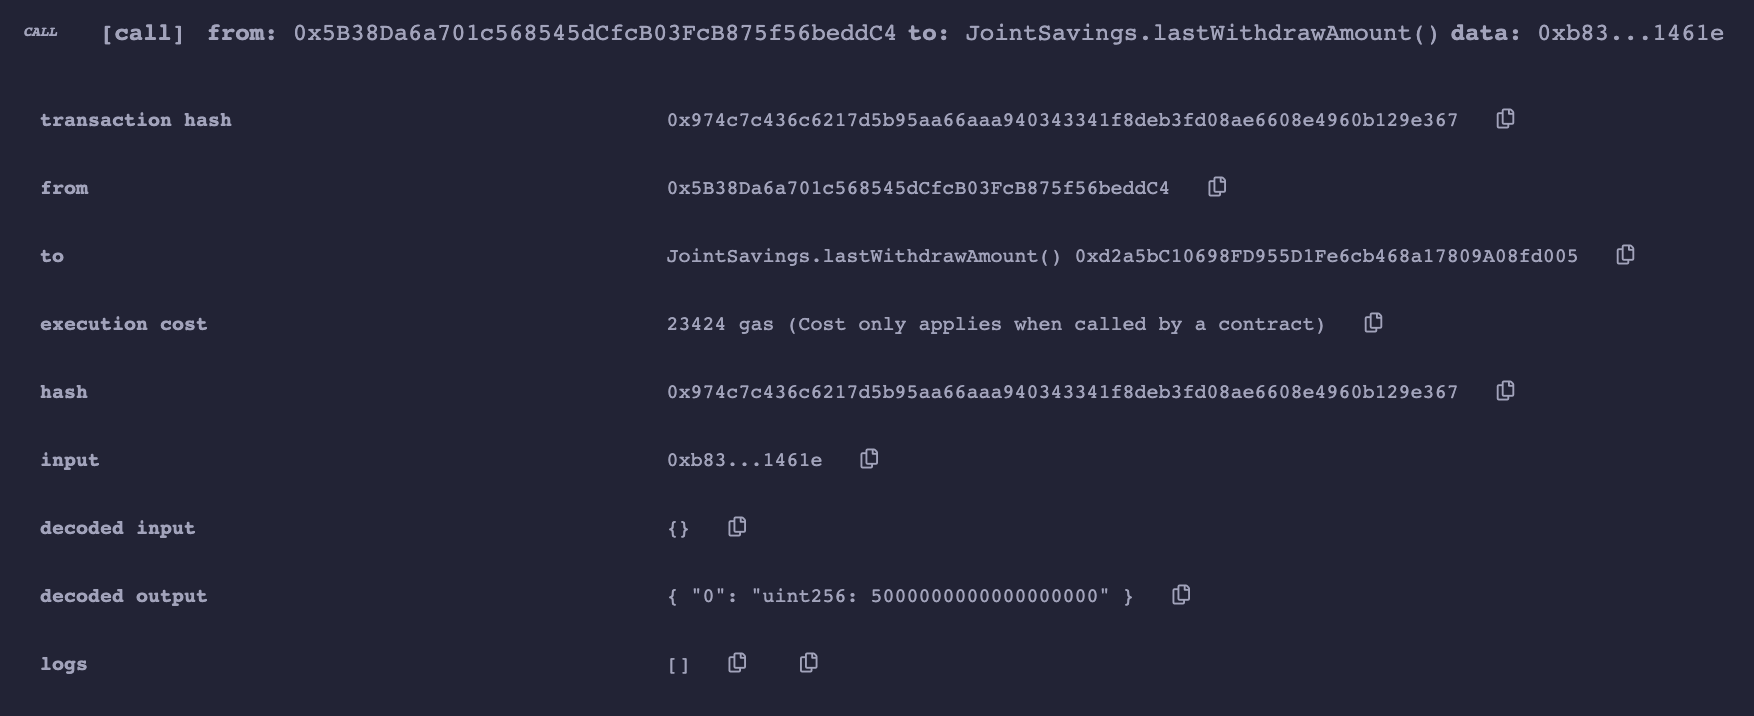 CALL [call] from: 0x5B38Da6a701c568545dCfcB03FcB875f56beddC4 to: JointSavings.lastWithdrawAmount() data: 0xb83...1461e
transaction hash 0x974c7c436c6217d5b95aa66aaa940343341f8deb3fd08ae6608e4960b129e367
from 0x5B38Da6a701c568545dCfcB03FcB875f56beddC4
to JointSavings.lastWithdrawAmount() 0xd2a5bC10698FD955D1Fe6cb468a17809A08fd005
execution cost 23424 gas (Cost only applies when called by a contract)
hash 0x974c7c436c6217d5b95aa66aaa940343341f8deb3fd08ae6608e4960b129e367
input 0xb83...1461e
decoded input {}
decoded output { "0": "uint256: 5000000000000000000" }
logs []